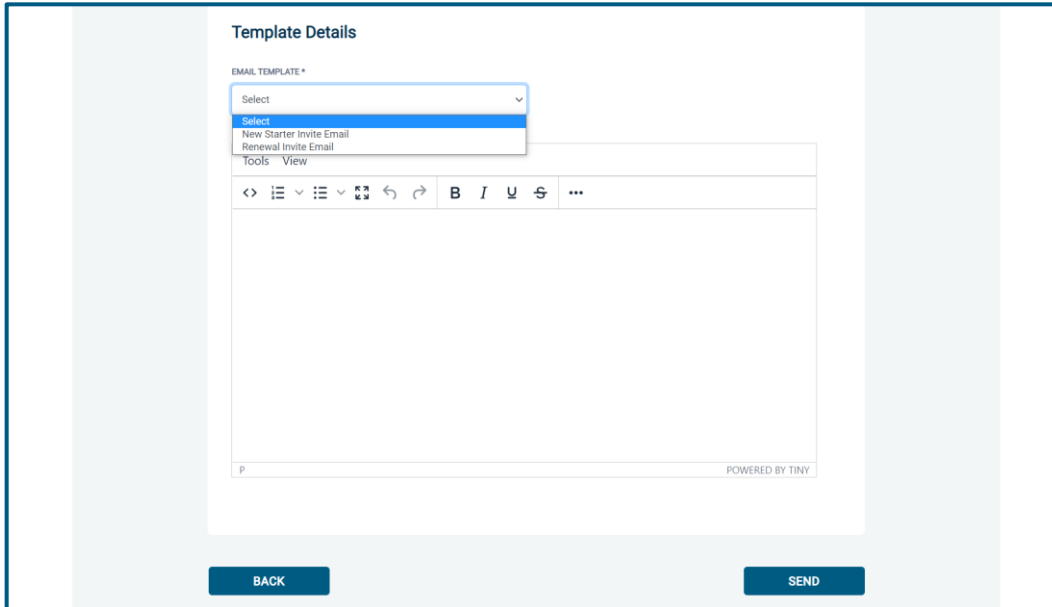 Template Details
EMAIL TEMPLATE *
Select
Select
New Starter Invite Email
Renewal Invite Email
Tools View
B I U S
P POWERED BY TINY
BACK SEND